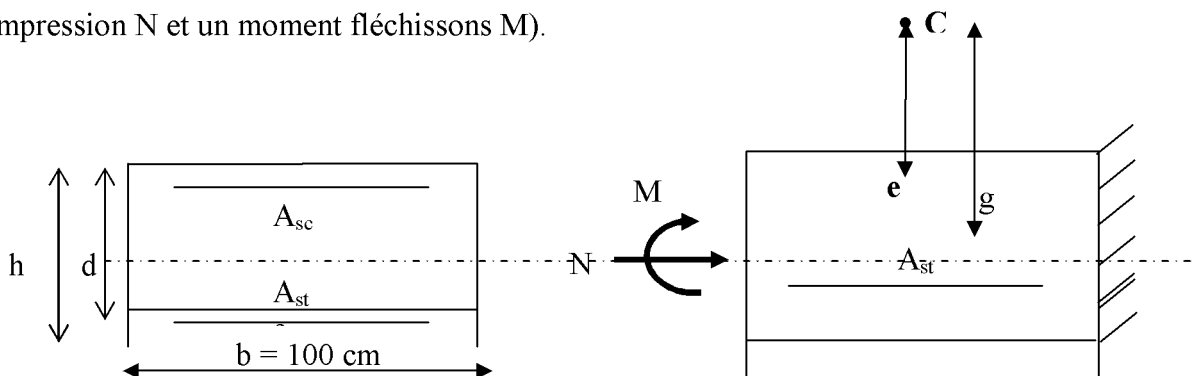 mpression N et un moment fléchissons M).
C
e
g
M
N
Asc
Ast
h
d
Ast
b = 100 cm